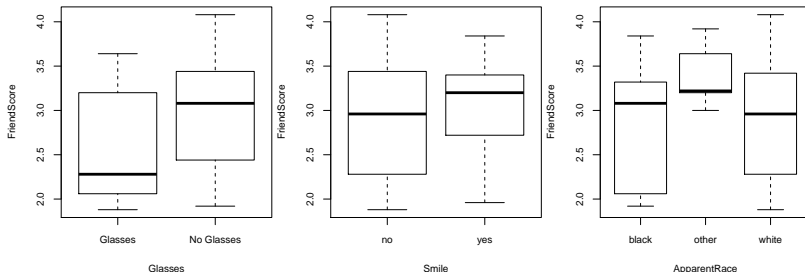 FriendScore
4.0
3.5
3.0
2.5
2.0
Glasses No Glasses
Glasses
FriendScore
4.0
3.5
3.0
2.5
2.0
no yes
Smile
FriendScore
4.0
3.5
3.0
2.5
2.0
black other white
ApparentRace